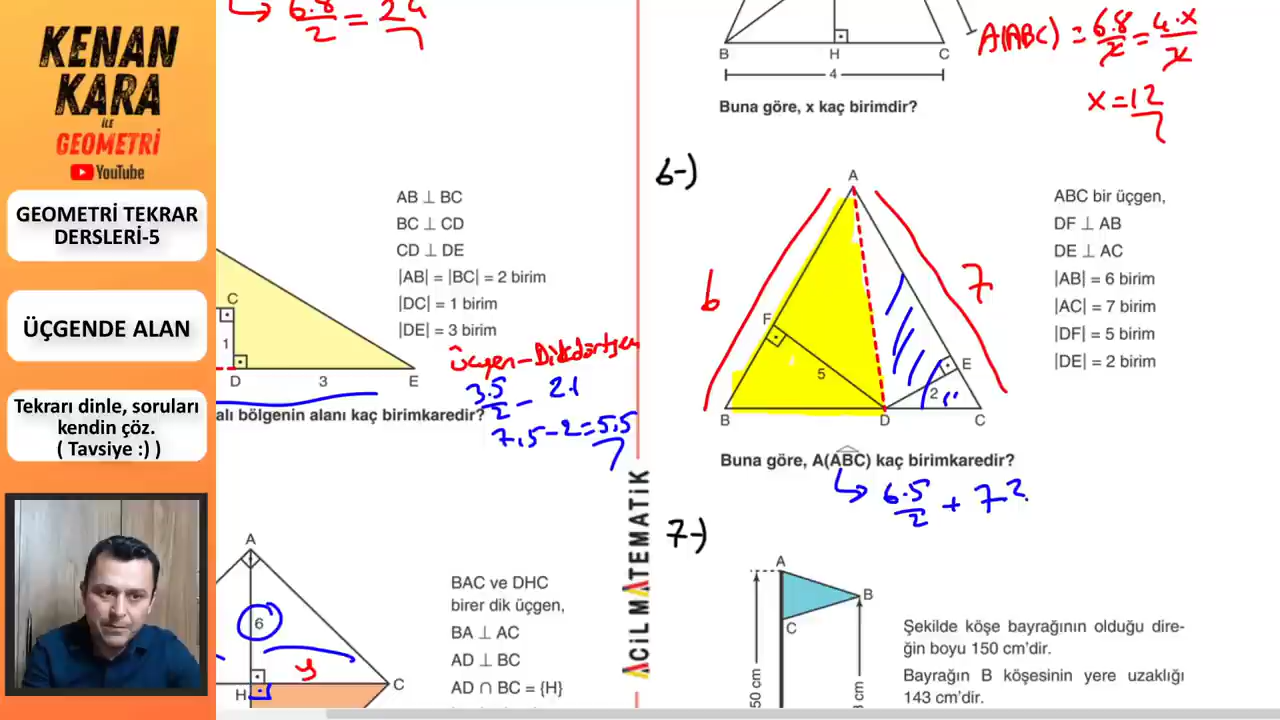 KENAN
KARA
İLE
GEOMETRİ
YouTube
GEOMETRİ TEKRAR
DERSLERİ-5
ÜÇGENDE ALAN
Tekrarı dinle, soruları
kendin çöz.
( Tavsiye :) )
6.8/2 = 24
C
1
D
3
E
AB ⊥ BC
BC ⊥ CD
CD ⊥ DE
|AB| = |BC| = 2 birim
|DC| = 1 birim
|DE| = 3 birim
Üçgen - Dikdörtgen
alı bölgenin alanı kaç birimkaredir?
3.5/2 - 2.1
7,5-2=5,5
A
6
H
C
BAC ve DHC
birer dik üçgen,
BA ⊥ AC
AD ⊥ BC
AD ∩ BC = {H}
ACİL MATEMATİK
B
H
C
4
A(ABC) = 6.8/2 = 4.x/2
Buna göre, x kaç birimdir?
x=12
6-)
A
6
7
F
5
E
2
B
D
C
ABC bir üçgen,
DF ⊥ AB
DE ⊥ AC
|AB| = 6 birim
|AC| = 7 birim
|DF| = 5 birim
|DE| = 2 birim
Buna göre, A(ABC) kaç birimkaredir?
6.5/2 + 7.2
7-)
A
B
C
50 cm
cm
Şekilde köşe bayrağının olduğu dire-
ğin boyu 150 cm'dir.
Bayrağın B köşesinin yere uzaklığı
143 cm'dir.